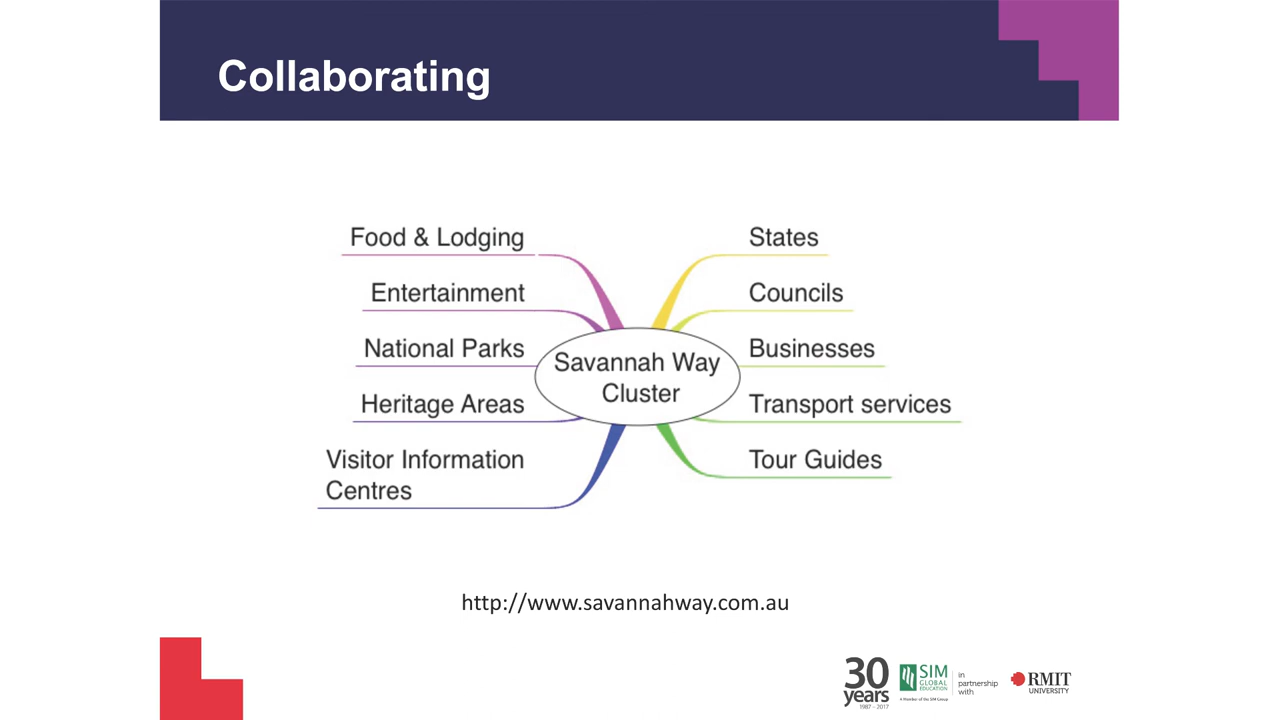 Collaborating
Food & Lodging
Entertainment
National Parks
Heritage Areas
Visitor Information
Centres
Savannah Way
Cluster
States
Councils
Businesses
Transport services
Tour Guides
http://www.savannahway.com.au
30
years
1987 – 2017
SIM
GLOBAL
EDUCATION
A Member of the SIM Group
in
partnership
with
RMIT
UNIVERSITY